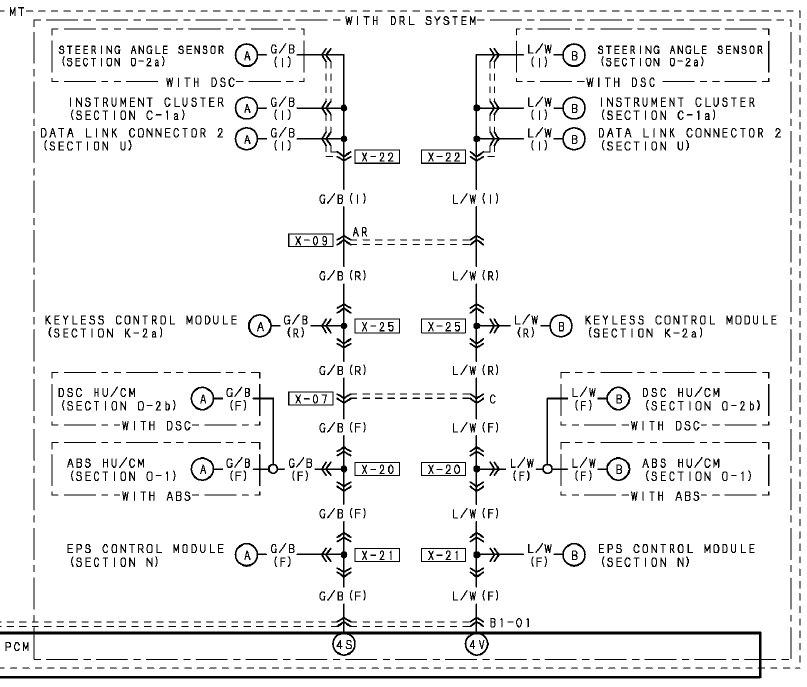 MT
WITH DRL SYSTEM
STEERING ANGLE SENSOR (A) G/B L/W (B) STEERING ANGLE SENSOR
(SECTION O-2a) (I) (I) (SECTION O-2a)
WITH DSC WITH DSC
INSTRUMENT CLUSTER (A) G/B L/W (B) INSTRUMENT CLUSTER
(SECTION C-1a) (I) (I) (SECTION C-1a)
DATA LINK CONNECTOR 2 (A) G/B L/W (B) DATA LINK CONNECTOR 2
(SECTION U) (I) (I) (SECTION U)
X-22 X-22
G/B (I) L/W (I)
X-09 AR
G/B (R) L/W (R)
KEYLESS CONTROL MODULE (A) G/B X-25 X-25 L/W (B) KEYLESS CONTROL MODULE
(SECTION K-2a) (R) (R) (SECTION K-2a)
G/B (R) L/W (R)
DSC HU/CM (A) G/B X-07 C L/W (B) DSC HU/CM
(SECTION O-2b) (F) (F) (SECTION O-2b)
WITH DSC G/B (F) L/W (F) WITH DSC
ABS HU/CM (A) G/B G/B X-20 X-20 L/W L/W (B) ABS HU/CM
(SECTION O-1) (F) (F) (F) (F) (SECTION O-1)
WITH ABS WITH ABS
G/B (F) L/W (F)
EPS CONTROL MODULE (A) G/B X-21 X-21 L/W (B) EPS CONTROL MODULE
(SECTION N) (F) (F) (SECTION N)
G/B (F) L/W (F)
B1-01
PCM 4S 4V